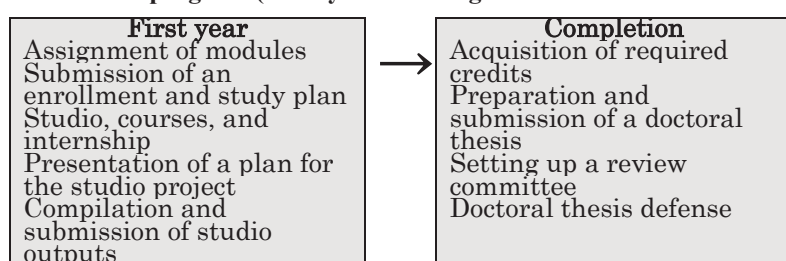 First year
Assignment of modules
Submission of an
enrollment and study plan
Studio, courses, and
internship
Presentation of a plan for
the studio project
Compilation and
submission of studio
outputs
Completion
Acquisition of required
credits
Preparation and
submission of a doctoral
thesis
Setting up a review
committee
Doctoral thesis defense